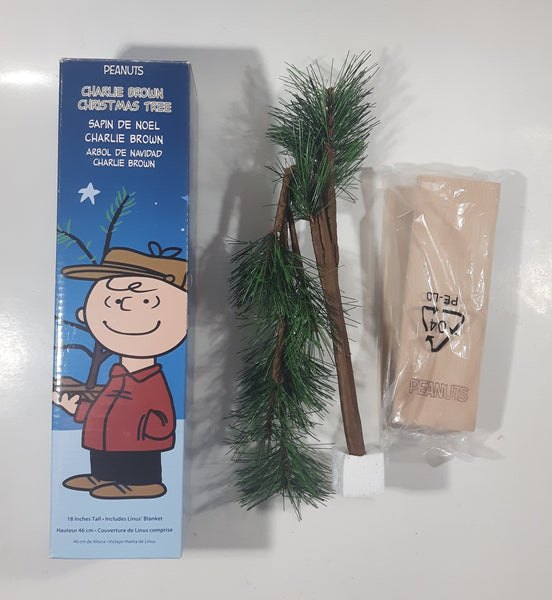 PEANUTS
CHARLIE BROWN
CHRISTMAS TREE
SAPIN DE NOEL
CHARLIE BROWN
ARBOL DE NAVIDAD
CHARLIE BROWN
18 Inches Tall • Includes Linus' Blanket
Hauteur 46 cm • Couverture de Linus comprise
46 cm de Altura • Incluye Manta de Linus
PE-LD
04
PEANUTS